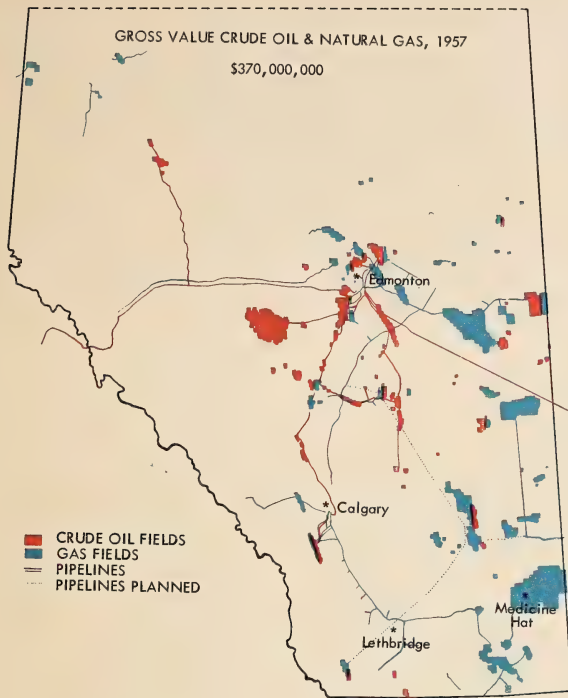 GROSS VALUE CRUDE OIL & NATURAL GAS, 1957
$370,000,000
* Edmonton
* Calgary
CRUDE OIL FIELDS
GAS FIELDS
PIPELINES
PIPELINES PLANNED
Medicine
Hat
*
Lethbridge